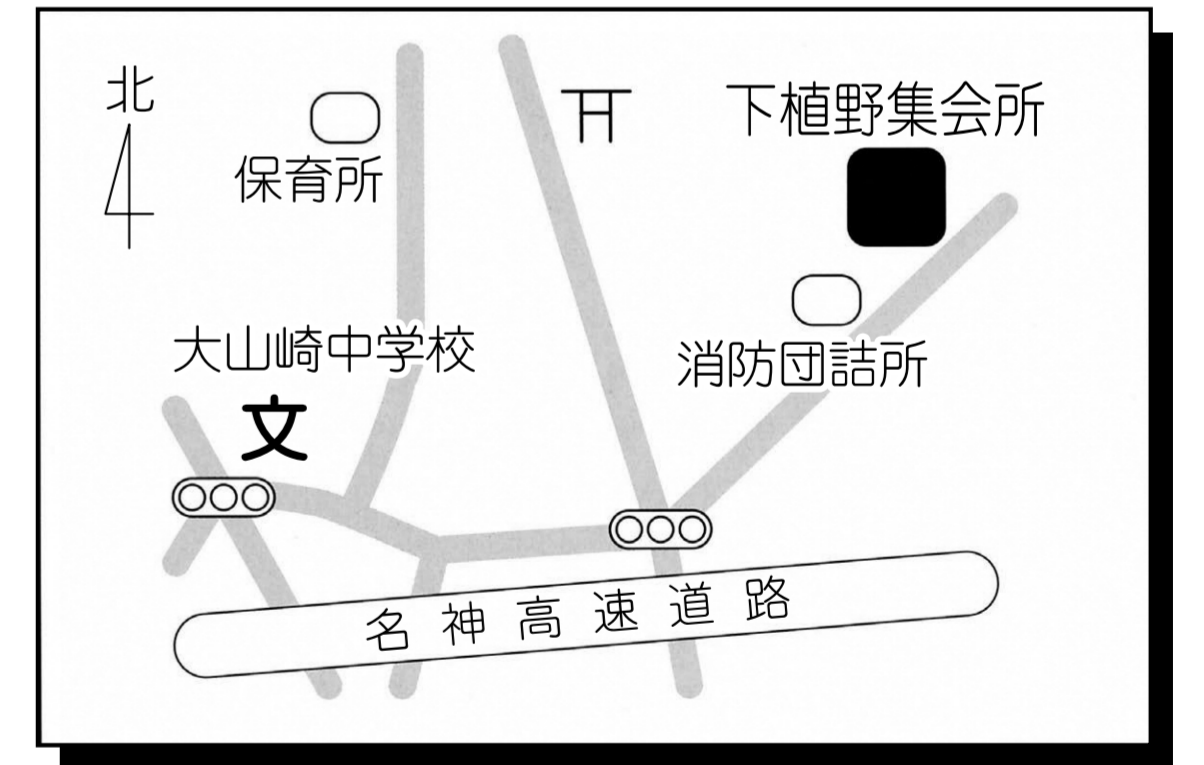 北
保育所
下植野集会所
大山崎中学校
文
消防団詰所
名神高速道路